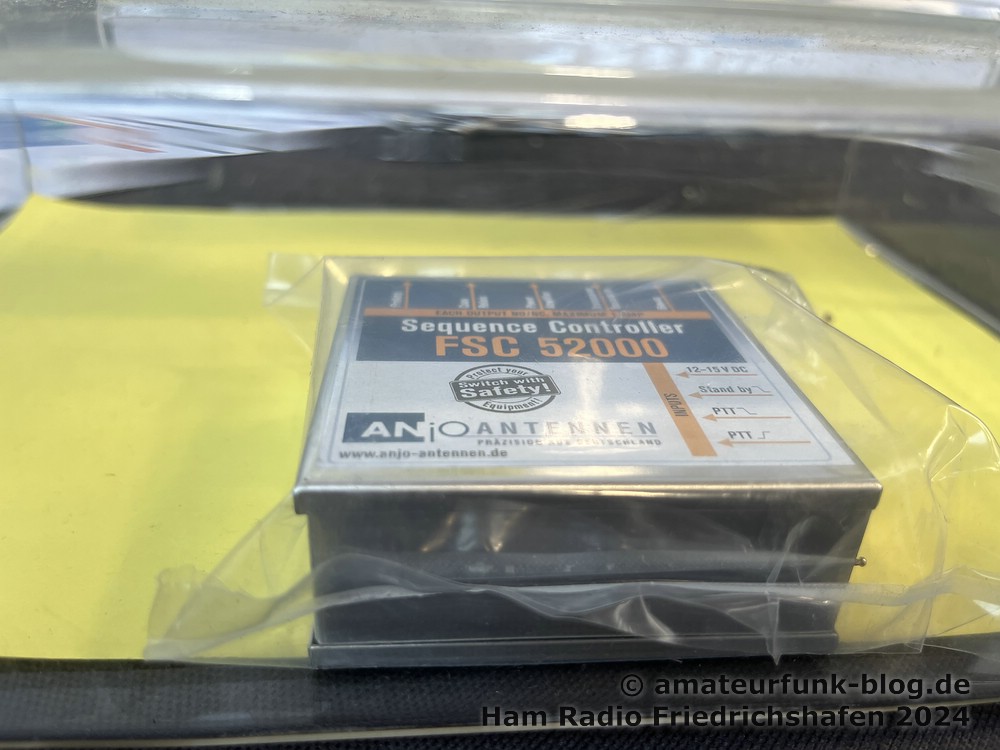 EACH OUTPUT NO/NC, MAXIMUM 1 AMP
Sequence Controller
FSC 52000
Protect your
Switch with
Safety!
Equipment!
INPUTS
12-15 V DC
Stand by
PTT
PTT
ANjO ANTENNEN
PRÄZISION AUS DEUTSCHLAND
www.anjo-antennen.de
© amateurfunk-blog.de
Ham Radio Friedrichshafen 2024